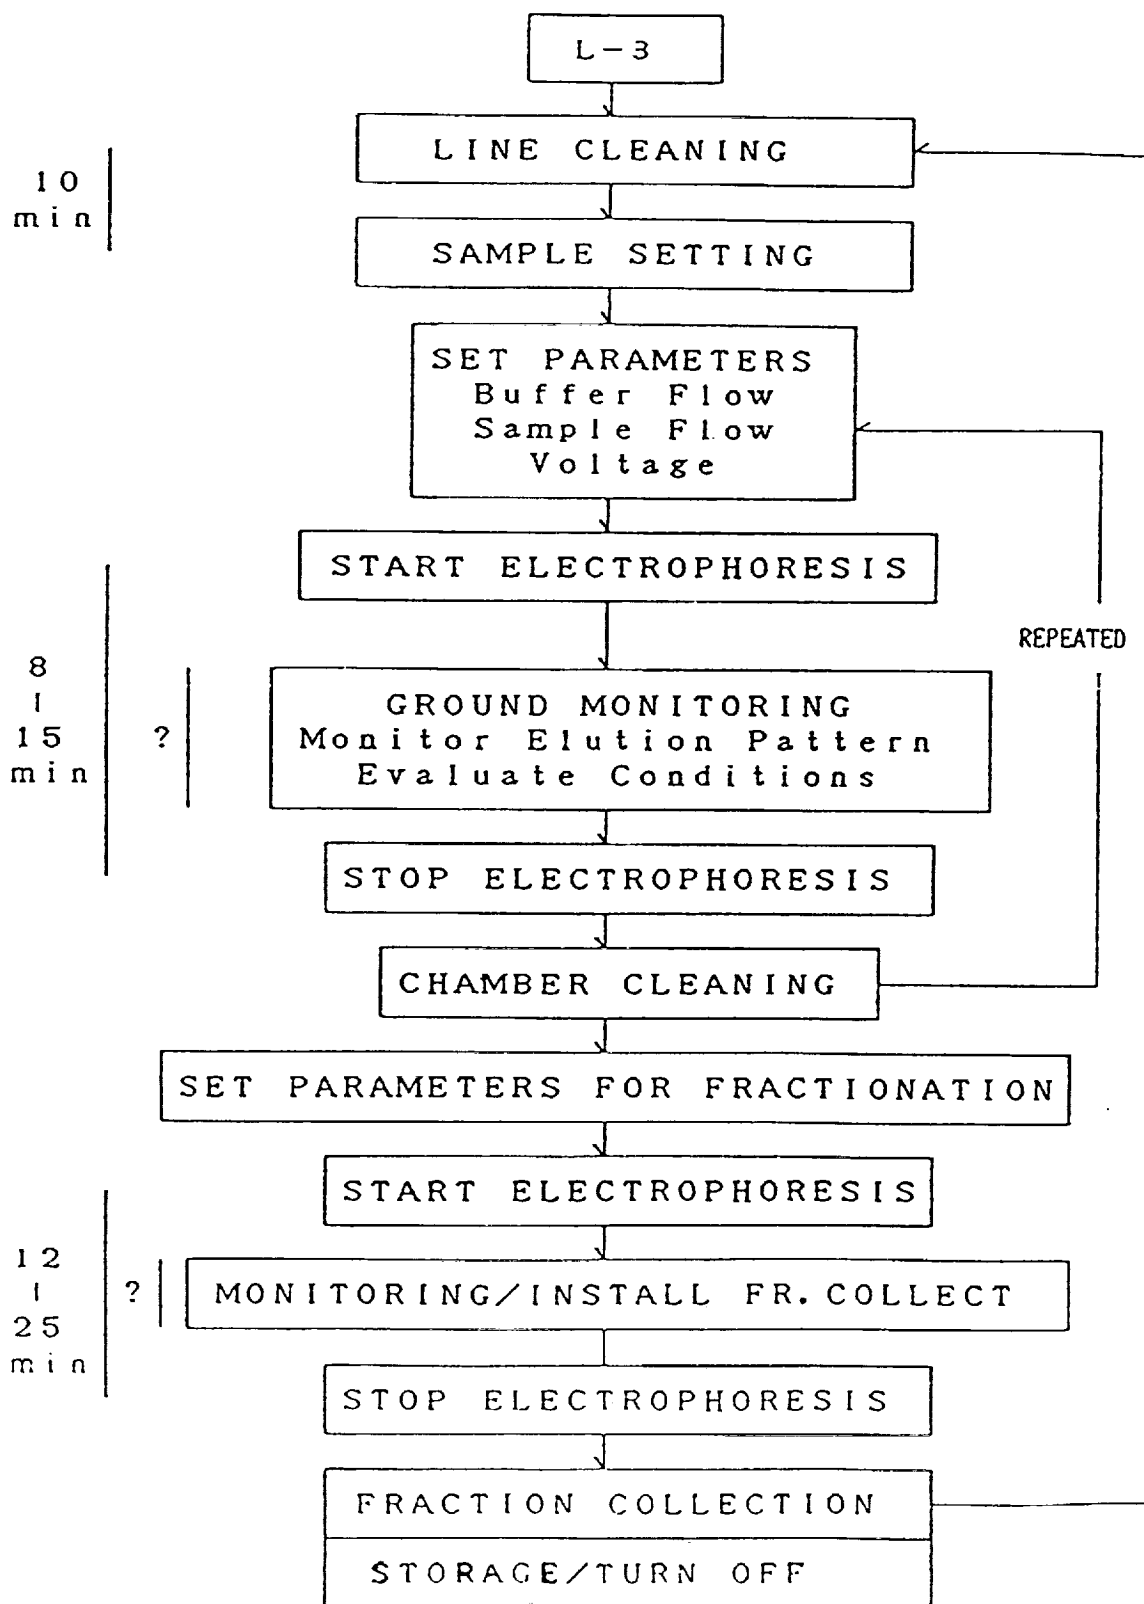 L-3
LINE CLEANING
10
min
SAMPLE SETTING
SET PARAMETERS
Buffer Flow
Sample Flow
Voltage
START ELECTROPHORESIS
REPEATED
8
-
15
min
?
GROUND MONITORING
Monitor Elution Pattern
Evaluate Conditions
STOP ELECTROPHORESIS
CHAMBER CLEANING
SET PARAMETERS FOR FRACTIONATION
START ELECTROPHORESIS
12
-
25
min
?
MONITORING/INSTALL FR.COLLECT
STOP ELECTROPHORESIS
FRACTION COLLECTION
STORAGE/TURN OFF